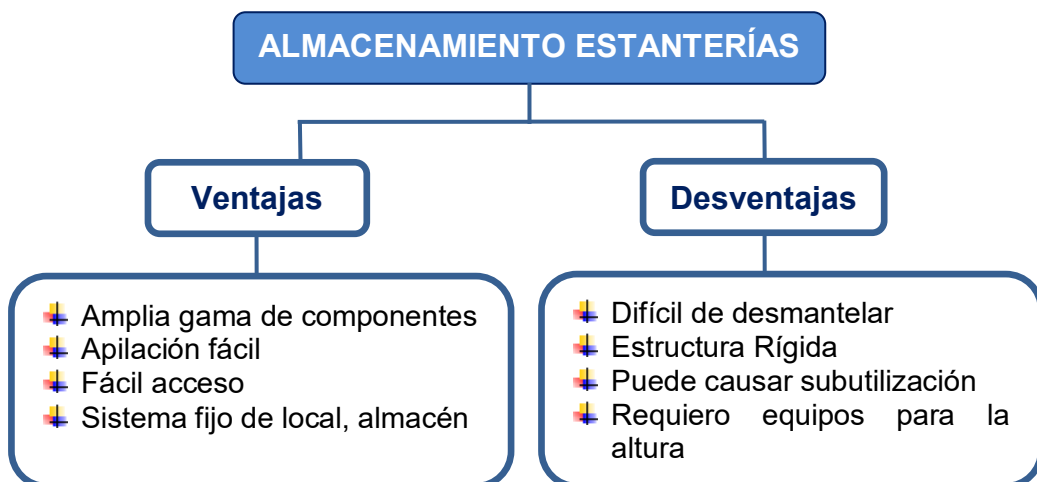 ALMACENAMIENTO ESTANTERÍAS
Ventajas
Desventajas
Amplia gama de componentes
Apilación fácil
Fácil acceso
Sistema fijo de local, almacén
Difícil de desmantelar
Estructura Rígida
Puede causar subutilización
Requiero equipos para la
altura